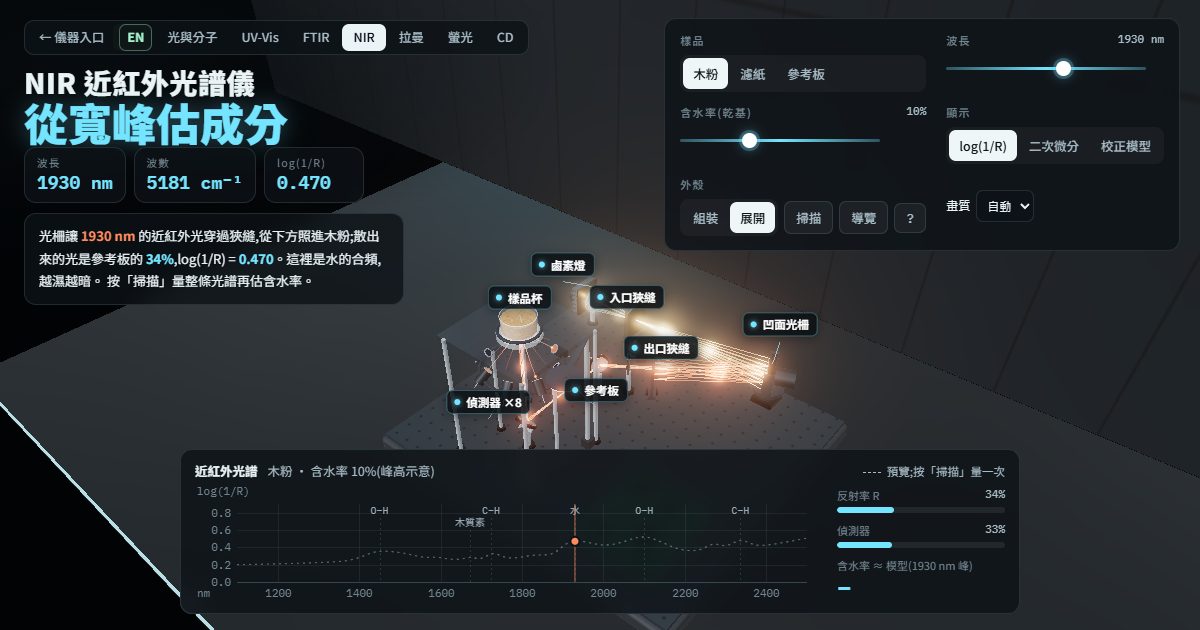 ← 儀器入口 EN 光與分子 UV-Vis FTIR NIR 拉曼 螢光 CD
NIR 近紅外光譜儀
從寬峰估成分
波長 波數 log(1/R)
1930 nm 5181 cm⁻¹ 0.470
光柵讓 1930 nm 的近紅外光穿過狹縫,從下方照進木粉;散出
來的光是參考板的 34%,log(1/R) = 0.470。這裡是水的合頻,
越濕越暗。 按「掃描」量整條光譜再估含水率。
樣品
木粉 濾紙 參考板
波長 1930 nm
含水率(乾基) 10%
顯示
log(1/R) 二次微分 校正模型
外殼
組裝 展開 掃描 導覽 ?
畫質 自動
鹵素燈
樣品杯
入口狹縫
凹面光柵
出口狹縫
參考板
偵測器 ×8
近紅外光譜 木粉 · 含水率 10%(峰高示意)
---- 預覽;按「掃描」量一次
log(1/R)
O–H C–H 水 O–H C–H
木質素
0.8
0.6
0.4
0.2
0.0
nm 1200 1400 1600 1800 2000 2200 2400
反射率 R 34%
偵測器 33%
含水率 ≈ 模型(1930 nm 峰)
–